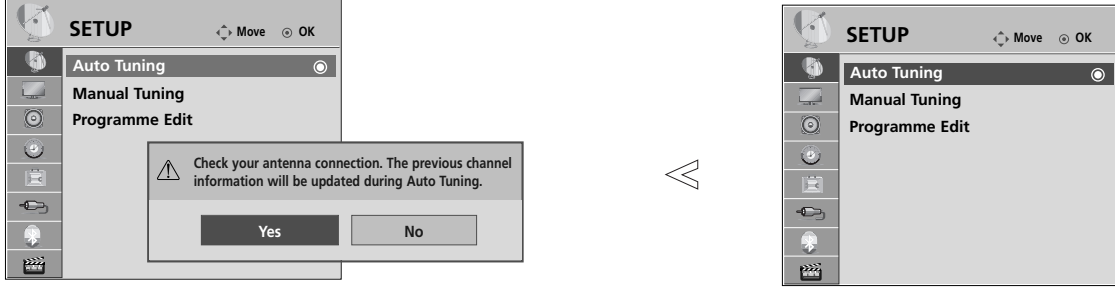 SETUP
Move
OK
Auto Tuning
Manual Tuning
Programme Edit
Check your antenna connection. The previous channel
information will be updated during Auto Tuning.
Yes
No
SETUP
Move
OK
Auto Tuning
Manual Tuning
Programme Edit